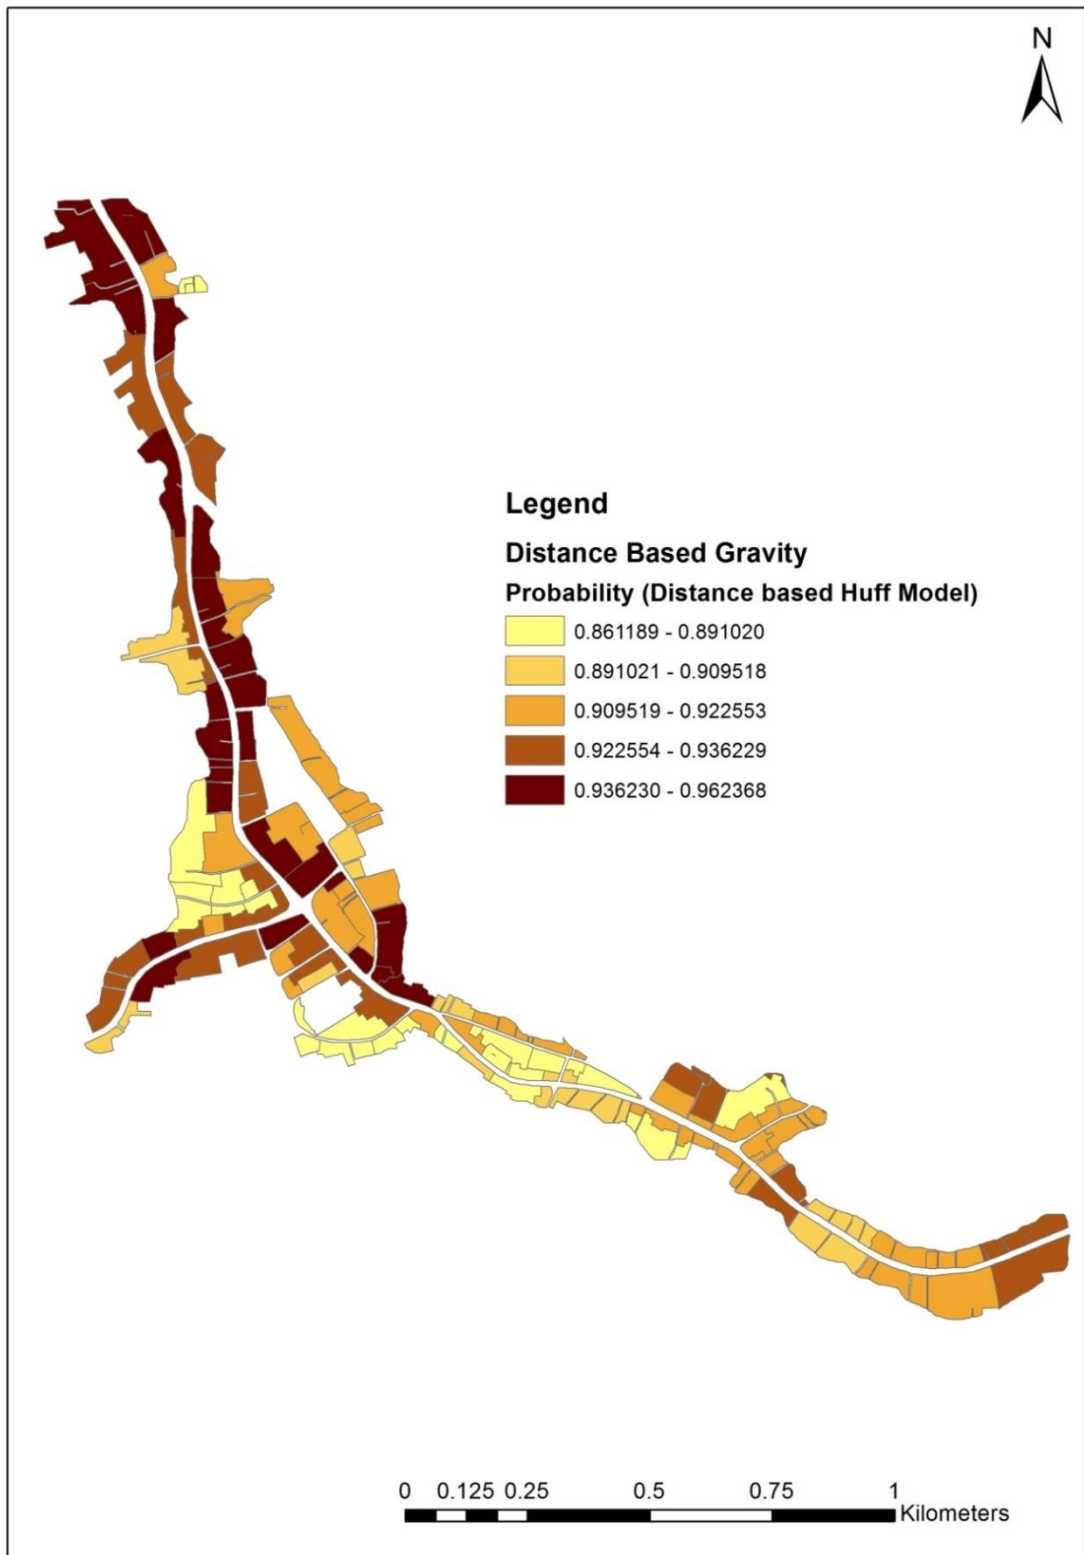 N
Legend
Distance Based Gravity
Probability (Distance based Huff Model)
0.861189 - 0.891020
0.891021 - 0.909518
0.909519 - 0.922553
0.922554 - 0.936229
0.936230 - 0.962368
0 0.125 0.25 0.5 0.75 1
Kilometers